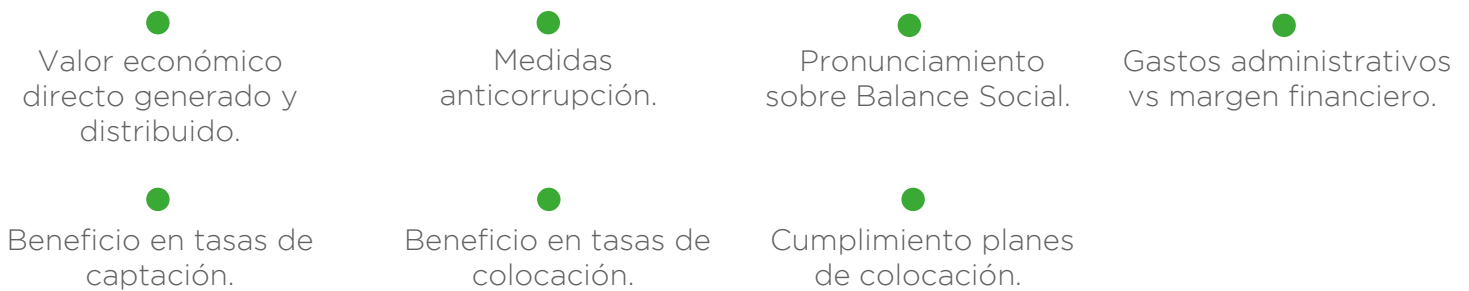 Valor económico
directo generado y
distribuido.
Medidas
anticorrupción.
Pronunciamiento
sobre Balance Social.
Gastos administrativos
vs margen financiero.
Beneficio en tasas de
captación.
Beneficio en tasas de
colocación.
Cumplimiento planes
de colocación.